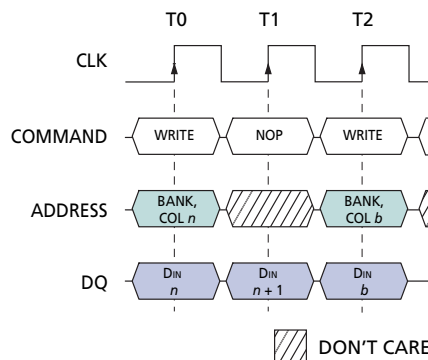 T0 T1 T2
CLK
COMMAND WRITE NOP WRITE
ADDRESS BANK, COL n BANK, COL b
DQ DIN n DIN n + 1 DIN b
DON'T CARE